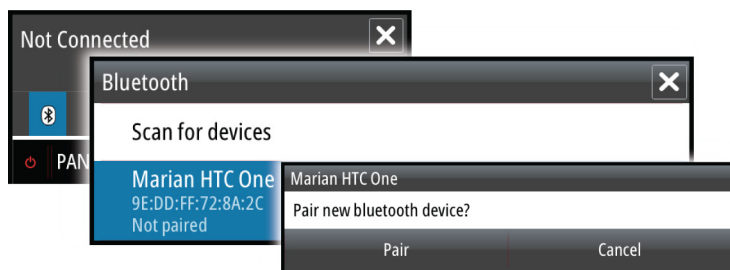 Not Connected
PAN
Bluetooth
Scan for devices
Marian HTC One
9E:DD:FF:72:8A:2C
Not paired
Marian HTC One
Pair new bluetooth device?
Pair Cancel